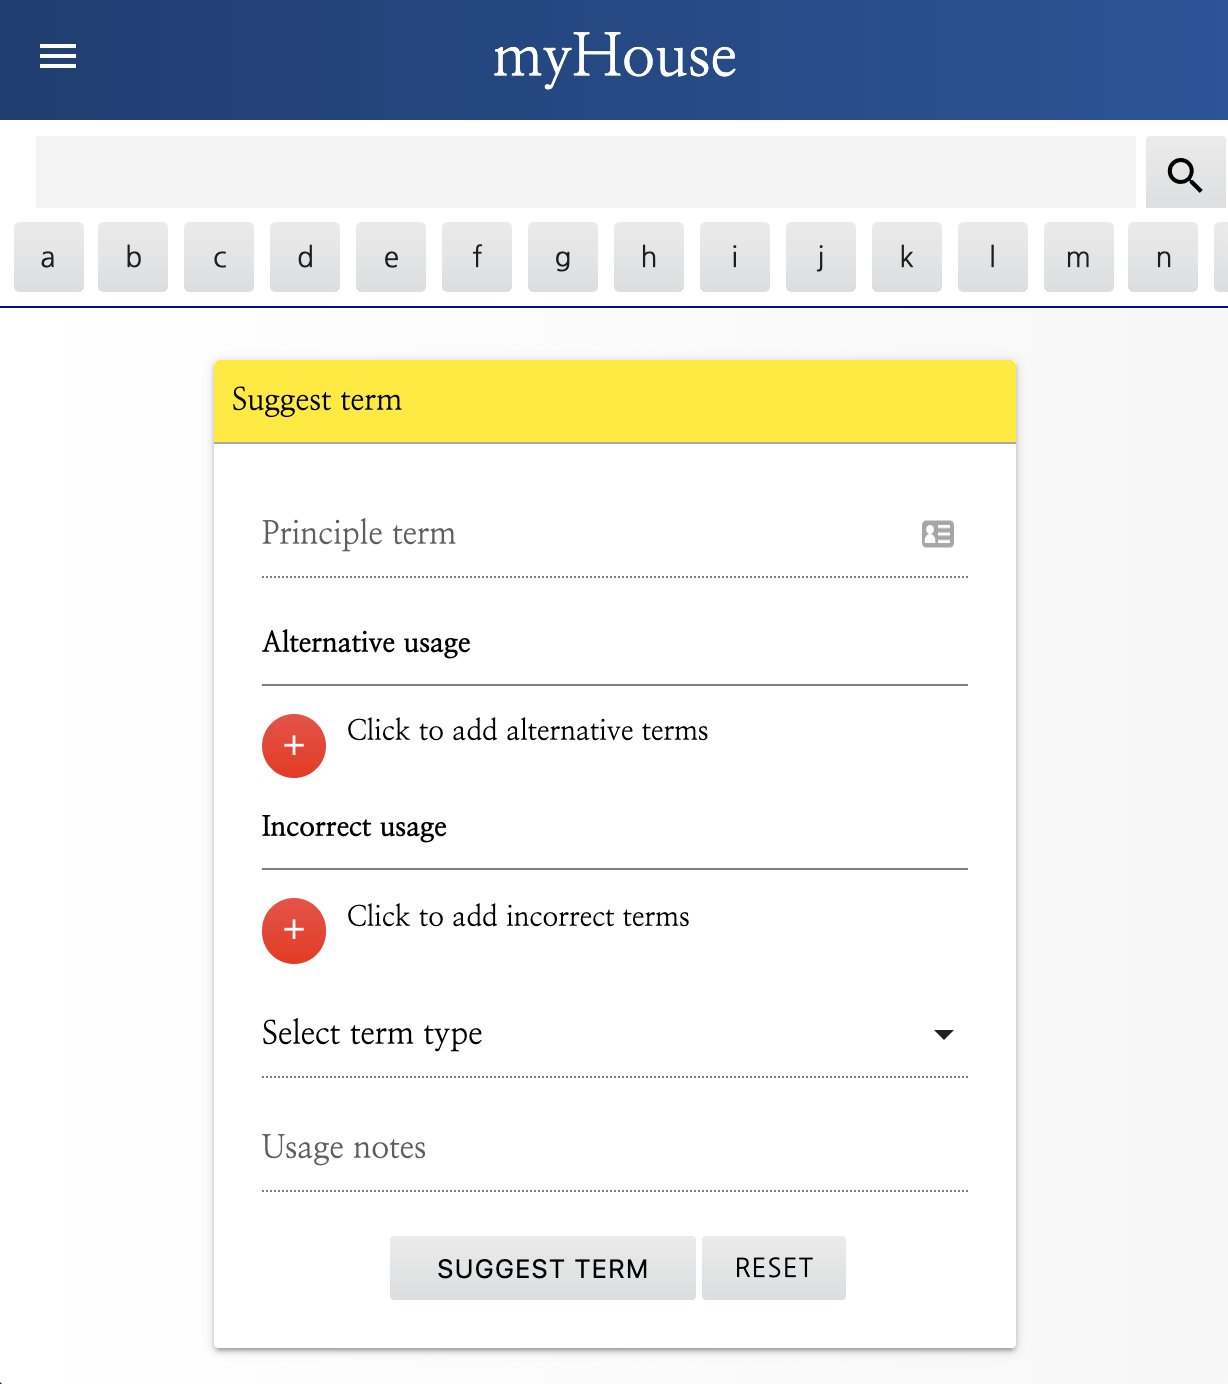 myHouse
a b c d e f g h i j k l m n
Suggest term
Principle term
Alternative usage
+ Click to add alternative terms
Incorrect usage
+ Click to add incorrect terms
Select term type
Usage notes
SUGGEST TERM RESET